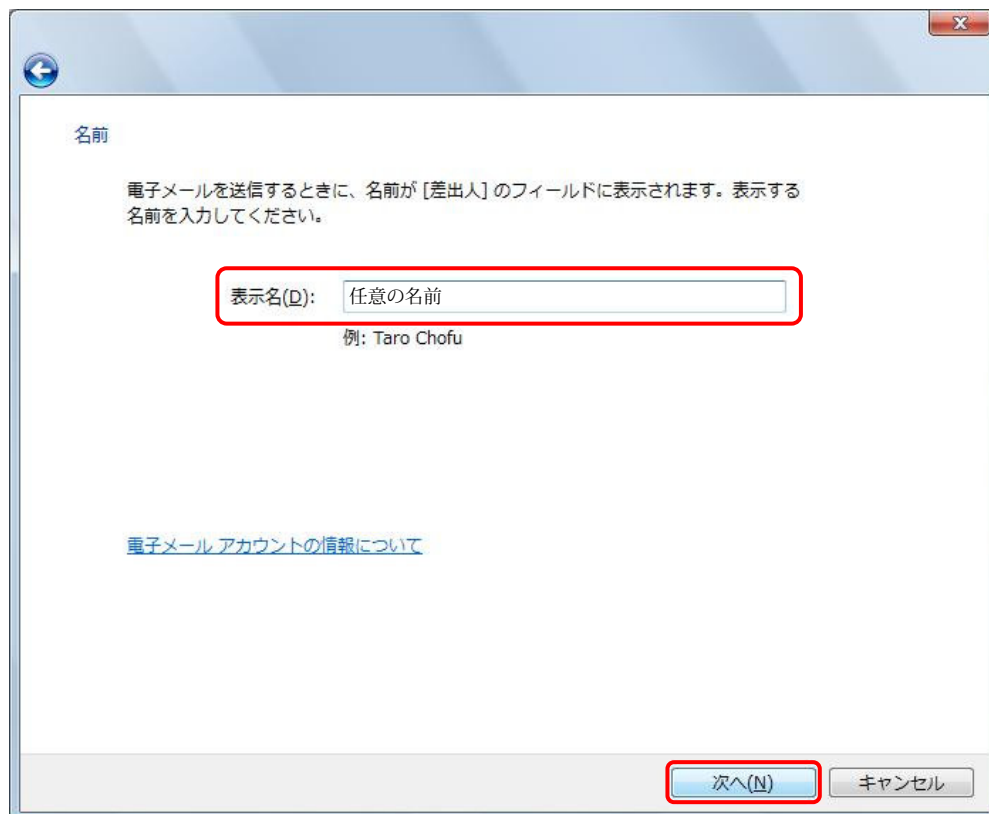 X
名前
電子メールを送信するときに、名前が [差出人] のフィールドに表示されます。表示する
名前を入力してください。
表示名(D): 任意の名前
例: Taro Chofu
電子メール アカウントの情報について
次へ(N) キャンセル